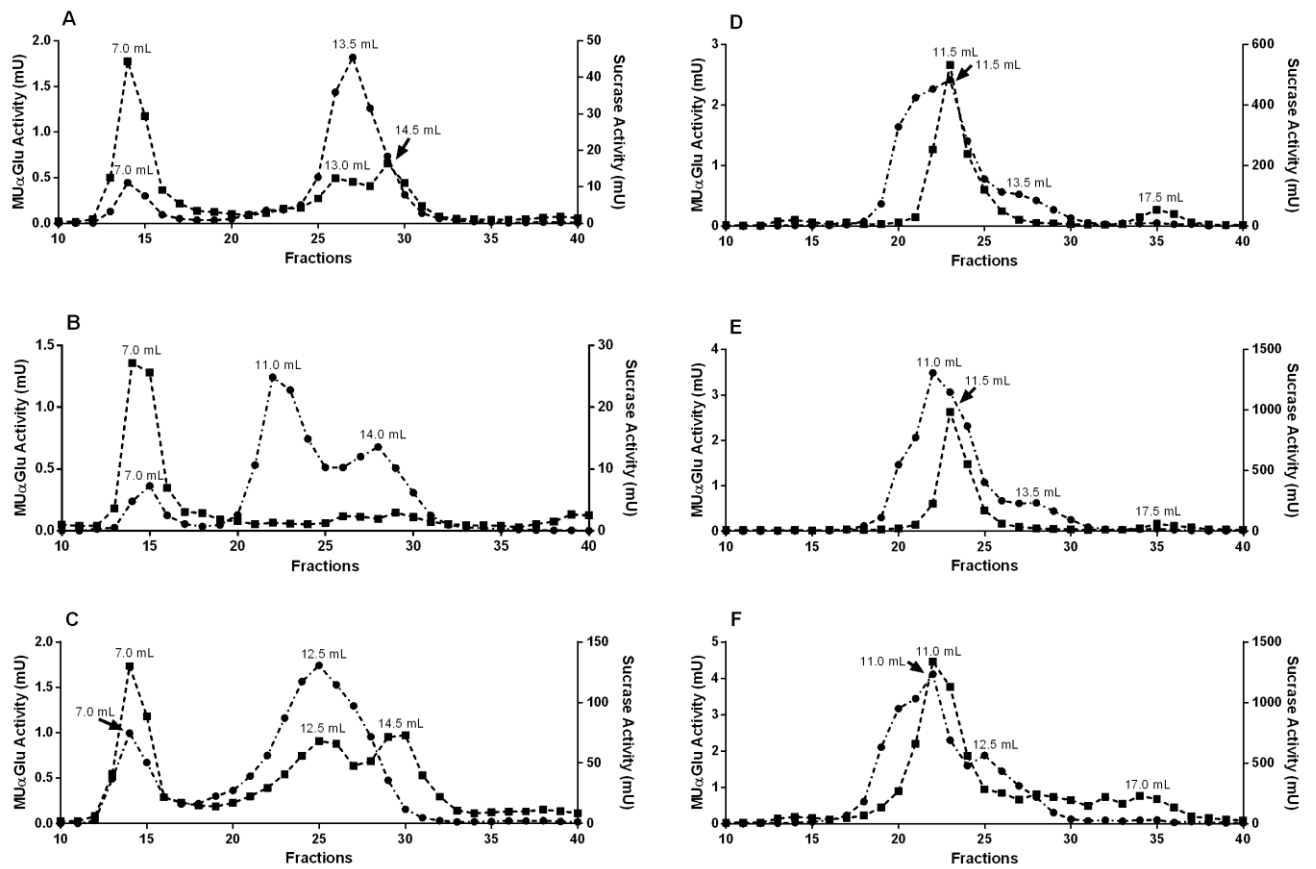 A
MUαGlu Activity (mU)
2.0
1.5
1.0
0.5
0.0
7.0 mL
7.0 mL
13.5 mL
13.0 mL
14.5 mL
50
40
30
20
10
0
Sucrase Activity (mU)
10 15 20 25 30 35 40
Fractions
B
MUαGlu Activity (mU)
1.5
1.0
0.5
0.0
7.0 mL
7.0 mL
11.0 mL
14.0 mL
30
20
10
0
Sucrase Activity (mU)
10 15 20 25 30 35 40
Fractions
C
MUαGlu Activity (mU)
2.0
1.5
1.0
0.5
0.0
7.0 mL
7.0 mL
12.5 mL
12.5 mL
14.5 mL
150
100
50
0
Sucrase Activity (mU)
10 15 20 25 30 35 40
Fractions
D
MUαGlu Activity (mU)
3
2
1
0
11.5 mL
11.5 mL
13.5 mL
17.5 mL
600
400
200
0
Sucrase Activity (mU)
10 15 20 25 30 35 40
Fractions
E
MUαGlu Activity (mU)
4
3
2
1
0
11.0 mL
11.5 mL
13.5 mL
17.5 mL
1500
1000
500
0
Sucrase Activity (mU)
10 15 20 25 30 35 40
Fractions
F
MUαGlu Activity (mU)
5
4
3
2
1
0
11.0 mL
11.0 mL
12.5 mL
17.0 mL
1500
1000
500
0
Sucrase Activity (mU)
10 15 20 25 30 35 40
Fractions